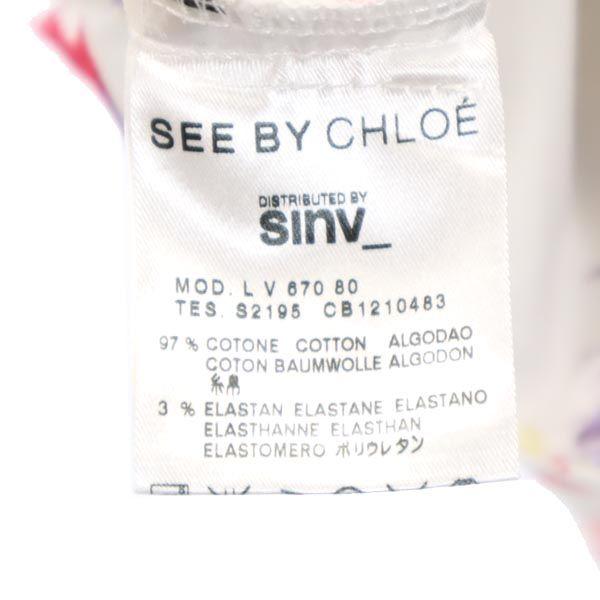 SEE BY CHLOÉ
DISTRIBUTED BY
sinv_
MOD. L V 670 80
TES. S2195 CB1210483
97 % COTONE COTTON ALGODAO
COTON BAUMWOLLE ALGODON
綿
3 % ELASTAN ELASTANE ELASTANO
ELASTHANNE ELASTHAN
ELASTOMERO ポリウレタン